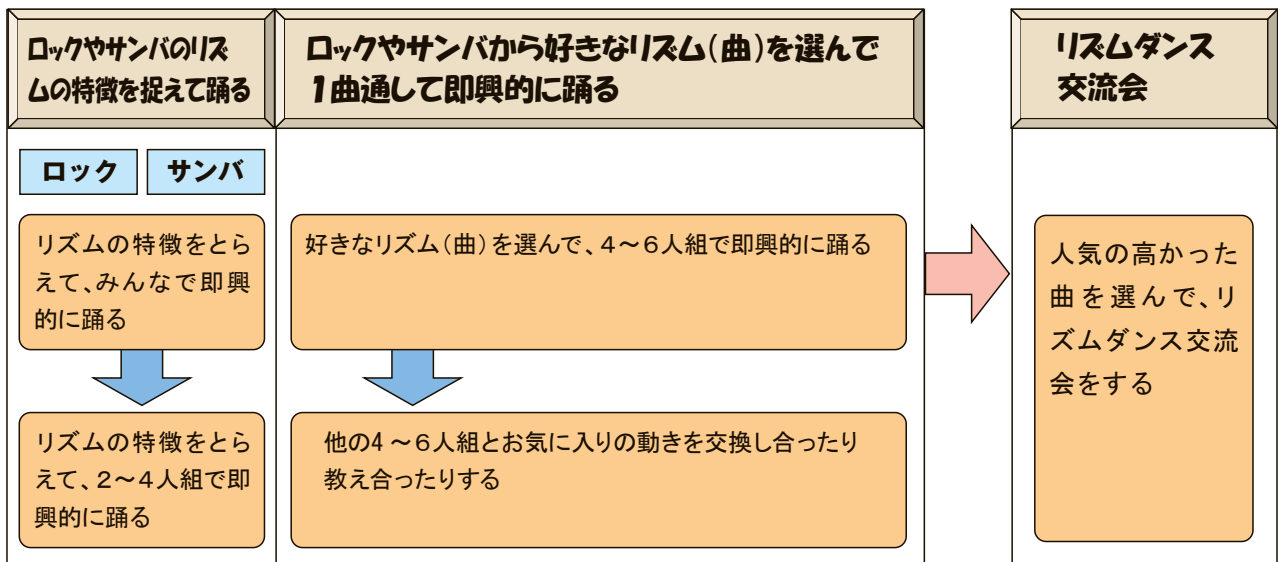 ロックやサンバのリズ
ムの特徴を捉えて踊る
ロックやサンバから好きなリズム(曲)を選んで
1曲通して即興的に踊る
リズムダンス
交流会
ロック
サンバ
リズムの特徴をとら
えて、みんなで即興
的に踊る
リズムの特徴をとら
えて、2~4人組で即
興的に踊る
好きなリズム(曲)を選んで、4~6人組で即興的に踊る
他の4~6人組とお気に入りの動きを交換し合ったり
教え合ったりする
人気の高かった
曲を選んで、リ
ズムダンス交流
会をする